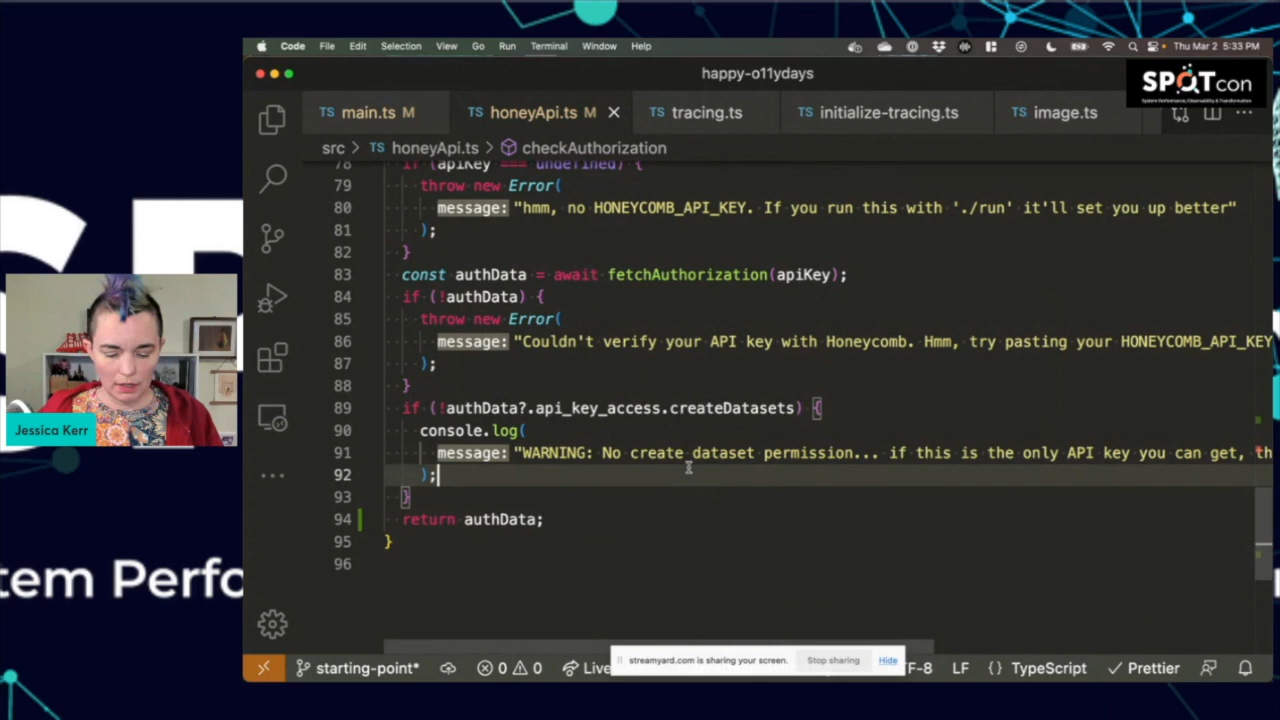 Code File Edit Selection View Go Run Terminal Window Help Thu Mar 2 5:33 PM
happy-o11ydays
SPOTcon
System Performance, Observability & Transformation
TS main.ts M TS honeyApi.ts M TS tracing.ts TS initialize-tracing.ts TS image.ts
src > TS honeyApi.ts > checkAuthorization
78 if (apiKey === undefined) {
79 throw new Error(
80 message: "hmm, no HONEYCOMB_API_KEY. If you run this with './run' it'll set you up better"
81 );
82 }
83 const authData = await fetchAuthorization(apiKey);
84 if (!authData) {
85 throw new Error(
86 message: "Couldn't verify your API key with Honeycomb. Hmm, try pasting your HONEYCOMB_API_KEY
87 );
88 }
89 if (!authData?.api_key_access.createDatasets) {
90 console.log(
91 message: "WARNING: No create dataset permission... if this is the only API key you can get, th
92 );
93 }
94 return authData;
95 }
96
Jessica Kerr
tem Perfo
streamyard.com is sharing your screen. Stop sharing Hide
starting-point* 0 0 Live F-8 LF {} TypeScript Prettier